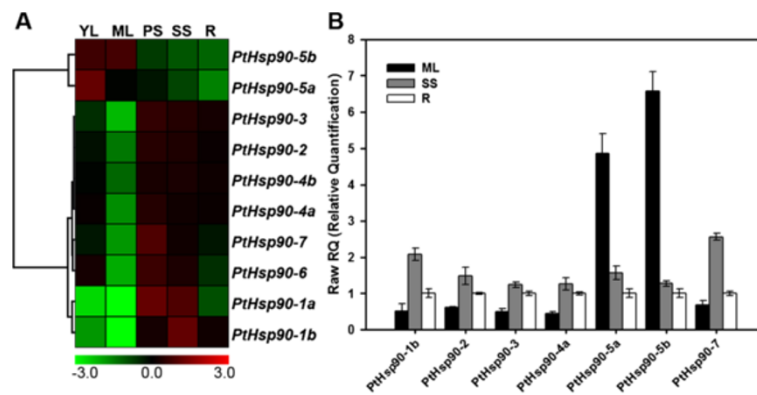 A
YL ML PS SS R
PtHsp90-5b
PtHsp90-5a
PtHsp90-3
PtHsp90-2
PtHsp90-4b
PtHsp90-4a
PtHsp90-7
PtHsp90-6
PtHsp90-1a
PtHsp90-1b
-3.0 0.0 3.0
B
Raw RQ (Relative Quantification)
8
7
6
5
4
3
2
1
0
ML
SS
R
PtHsp90-1b
PtHsp90-2
PtHsp90-3
PtHsp90-4a
PtHsp90-5a
PtHsp90-5b
PtHsp90-7